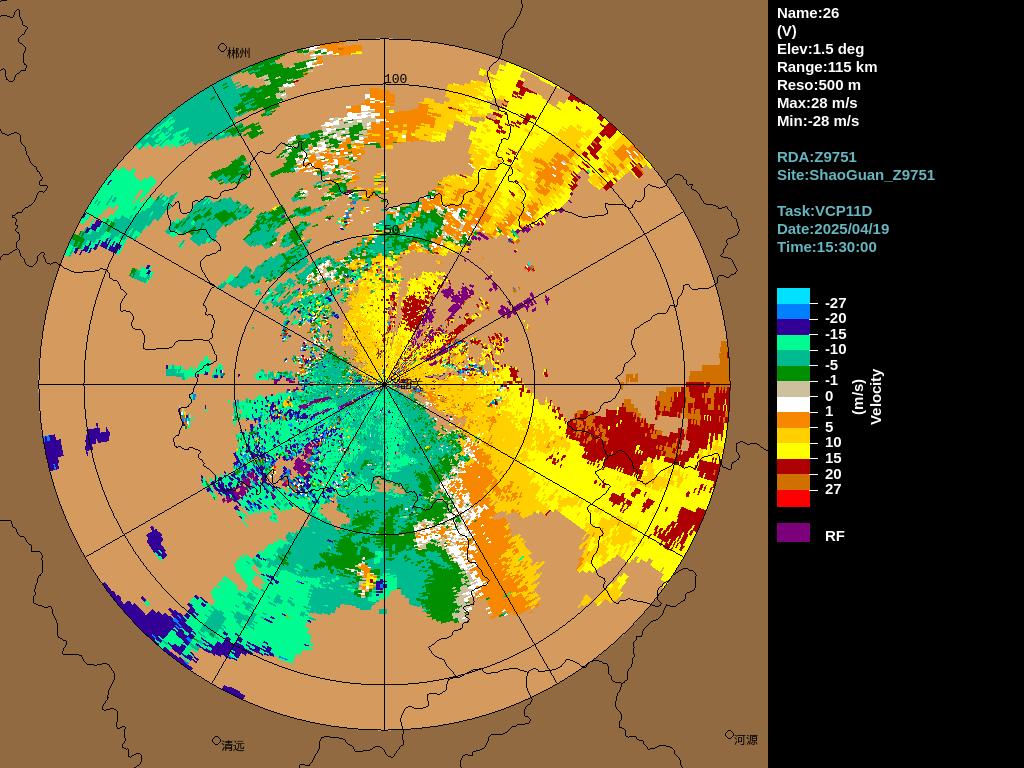 Name:26
(V)
Elev:1.5 deg
Range:115 km
Reso:500 m
Max:28 m/s
Min:-28 m/s
RDA:Z9751
Site:ShaoGuan_Z9751
Task:VCP11D
Date:2025/04/19
Time:15:30:00
-27
-20
-15
-10
-5
-1
0
1
5
10
15
20
27
RF
(m/s)
Velocity
郴州
100
50
清远
河源